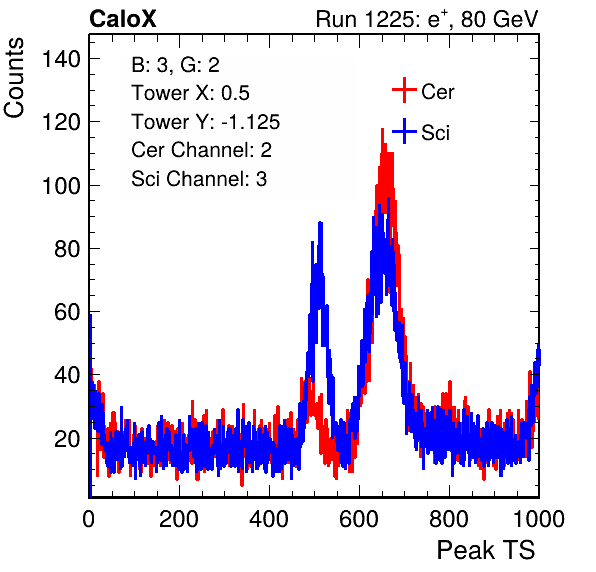 CaloX Run 1225: e⁺, 80 GeV
Counts
B: 3, G: 2
Tower X: 0.5
Tower Y: -1.125
Cer Channel: 2
Sci Channel: 3
Cer
Sci
140
120
100
80
60
40
20
0 200 400 600 800 1000
Peak TS